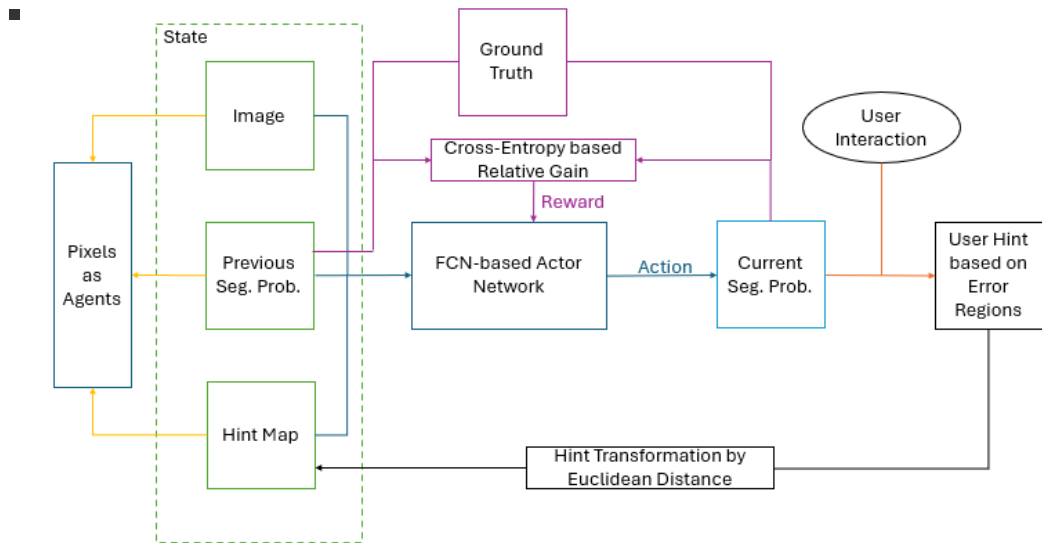 State
Ground
Truth
Image
User
Interaction
Cross-Entropy based
Relative Gain
Reward
Pixels
as
Agents
Previous
Seg. Prob.
FCN-based Actor
Network
Action
Current
Seg. Prob.
User Hint
based on
Error
Regions
Hint Map
Hint Transformation by
Euclidean Distance